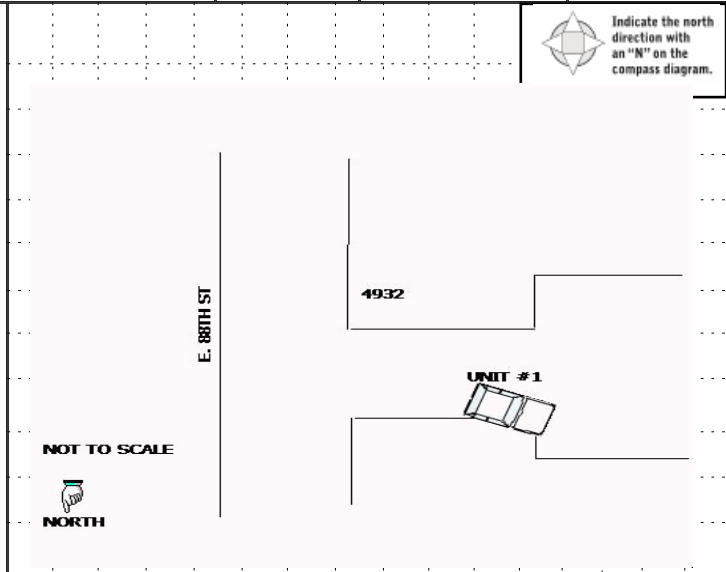 Indicate the north
direction with
an “N” on the
compass diagram.
4932
E. 88TH ST
UNIT #1
NOT TO SCALE
NORTH